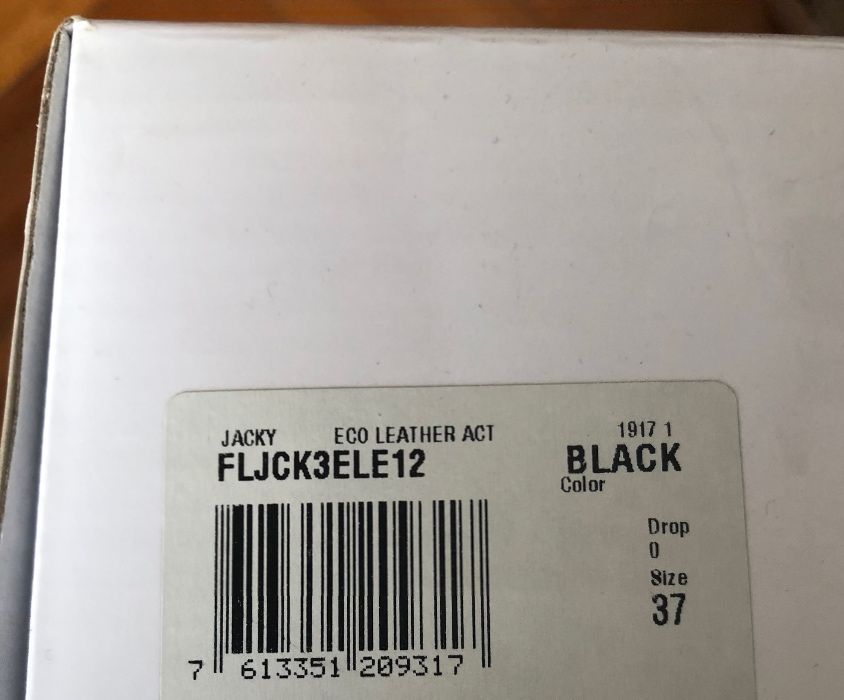 JACKY ECO LEATHER ACT 1917 1
FLJCK3ELE12 BLACK
Color
Drop
0
Size
37
7 613351 209317